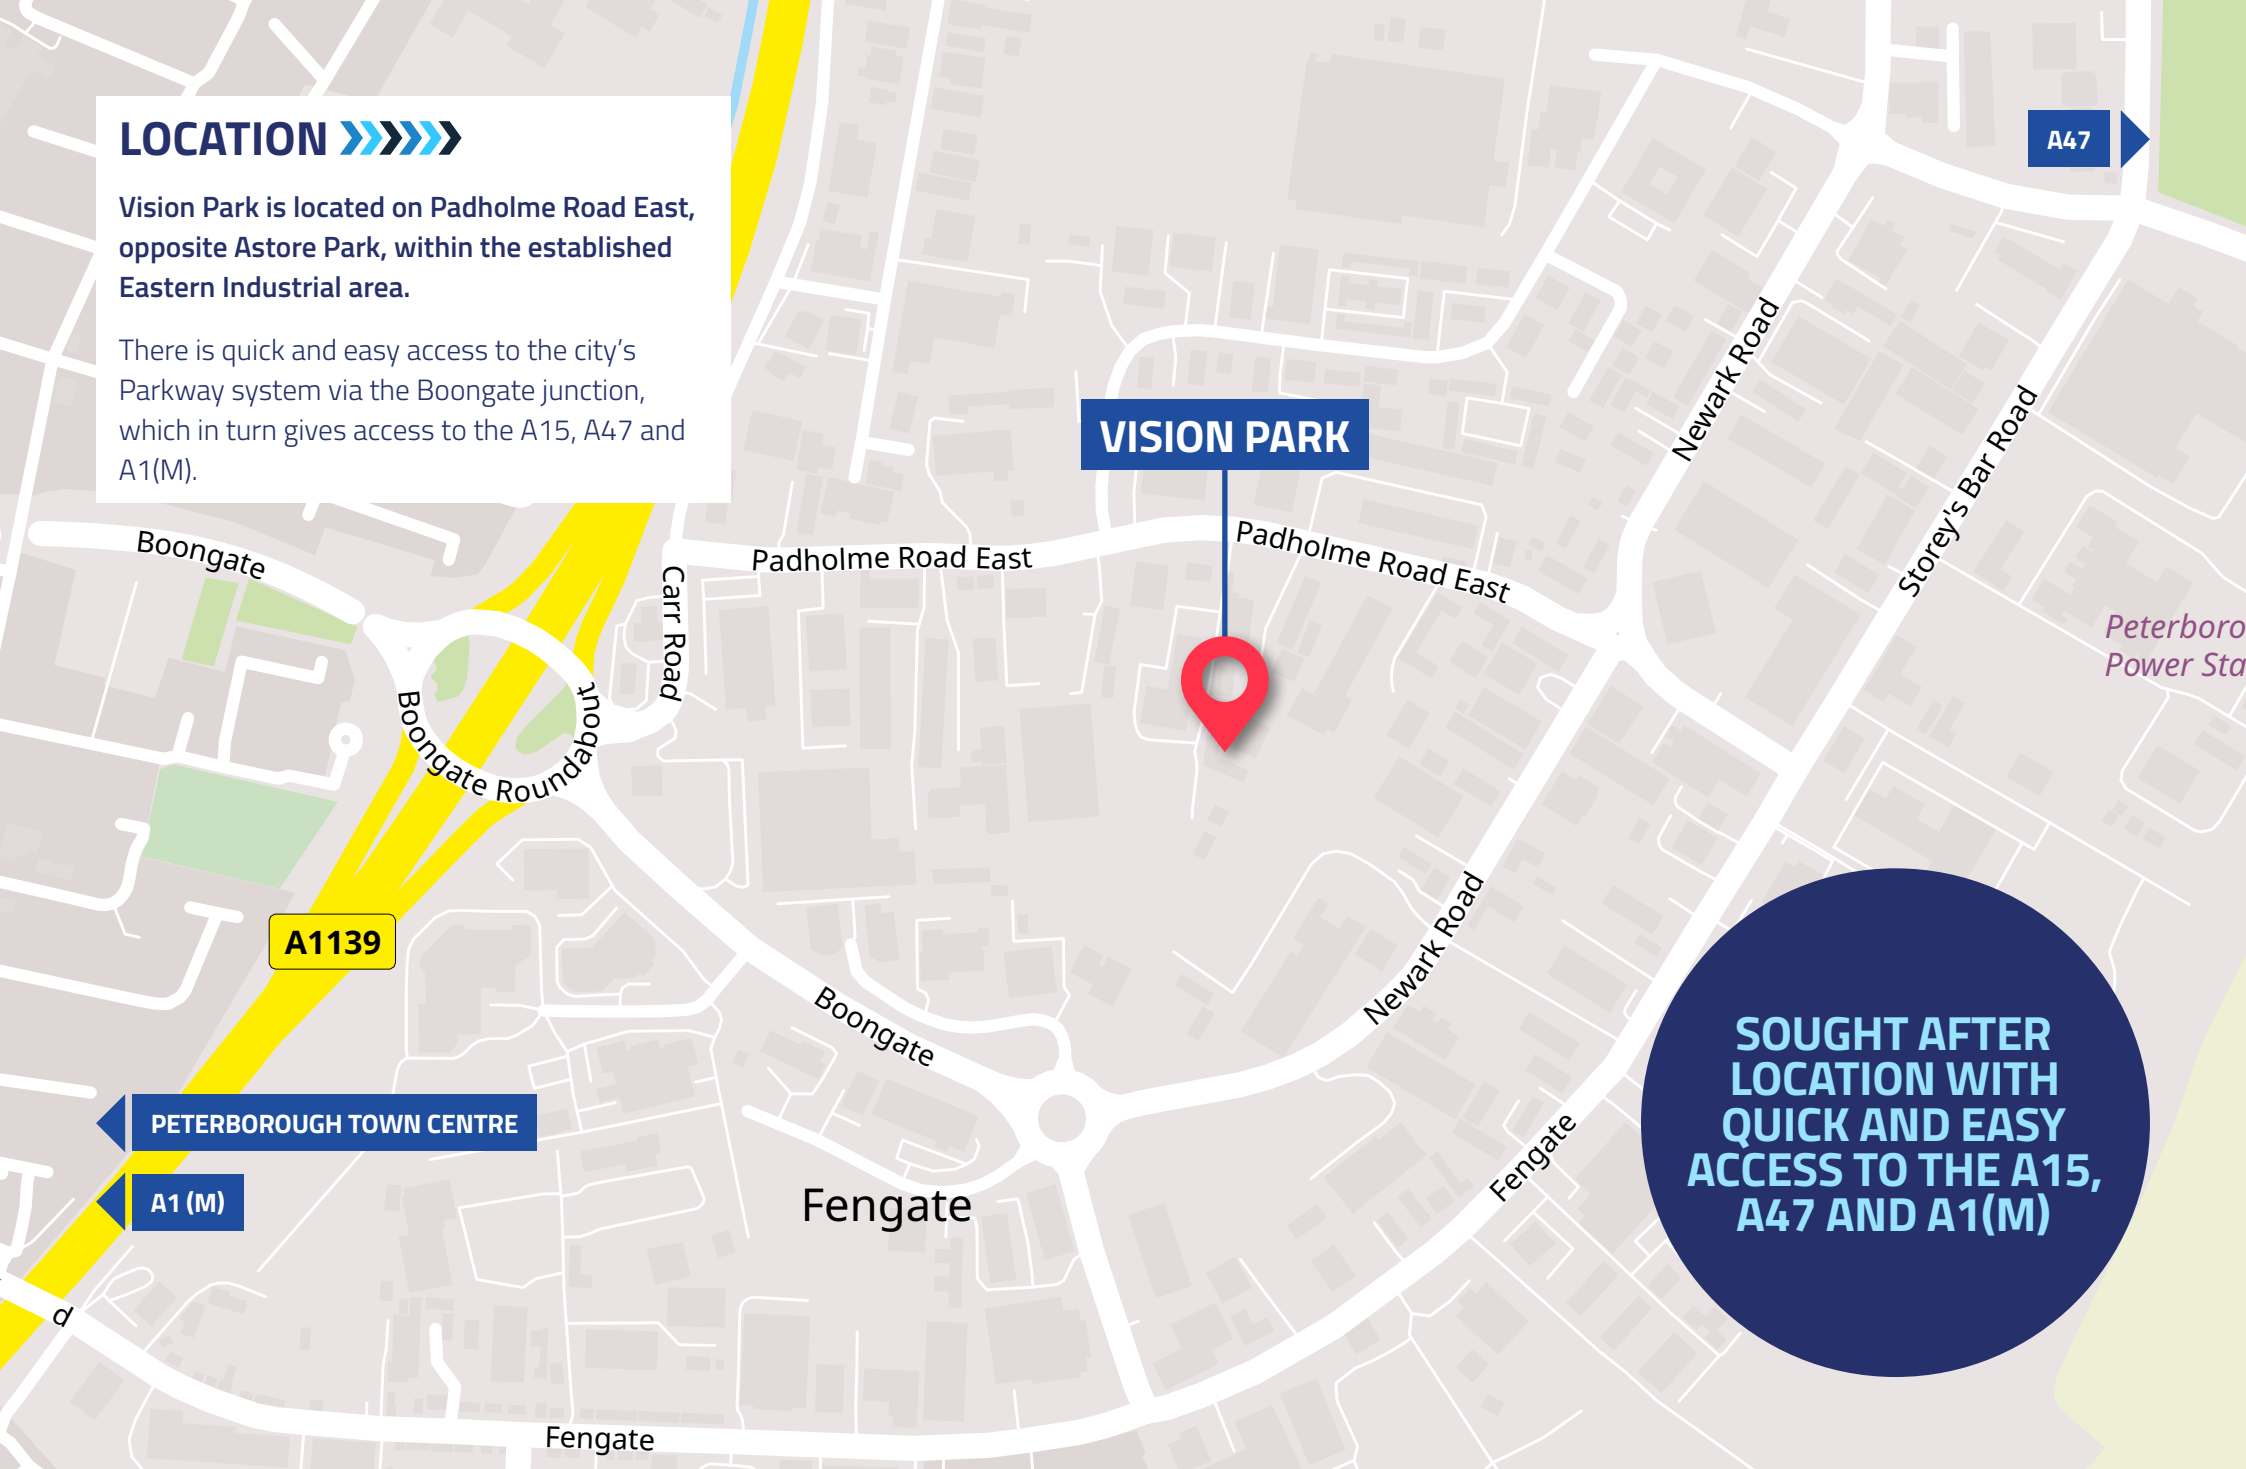 LOCATION
Vision Park is located on Padholme Road East,
opposite Astore Park, within the established
Eastern Industrial area.
There is quick and easy access to the city’s
Parkway system via the Boongate junction,
which in turn gives access to the A15, A47 and
A1(M).
A47
VISION PARK
Newark Road
Storey's Bar Road
Boongate
Padholme Road East
Padholme Road East
Carr Road
Peterboro
Power Sta
Boongate Roundabout
A1139
Newark Road
Boongate
PETERBOROUGH TOWN CENTRE
A1 (M)
Fengate
Fengate
SOUGHT AFTER
LOCATION WITH
QUICK AND EASY
ACCESS TO THE A15,
A47 AND A1(M)
d
Fengate